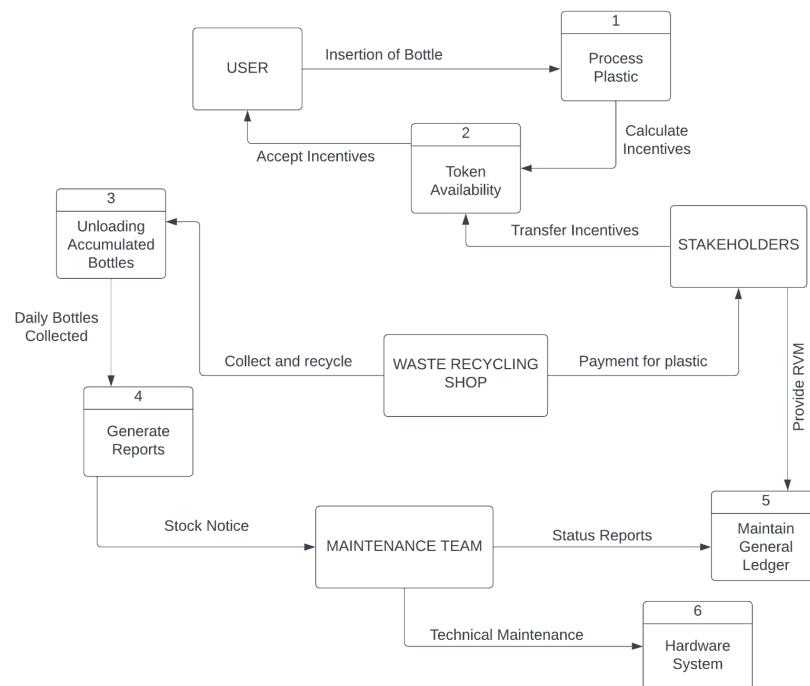 1
USER
Insertion of Bottle
Process
Plastic
2
Calculate
Incentives
Accept Incentives
Token
Availability
3
Unloading
Accumulated
Bottles
Transfer Incentives
STAKEHOLDERS
Daily Bottles
Collected
Collect and recycle
WASTE RECYCLING
SHOP
Payment for plastic
Provide RVM
4
Generate
Reports
Stock Notice
MAINTENANCE TEAM
Status Reports
5
Maintain
General
Ledger
Technical Maintenance
6
Hardware
System